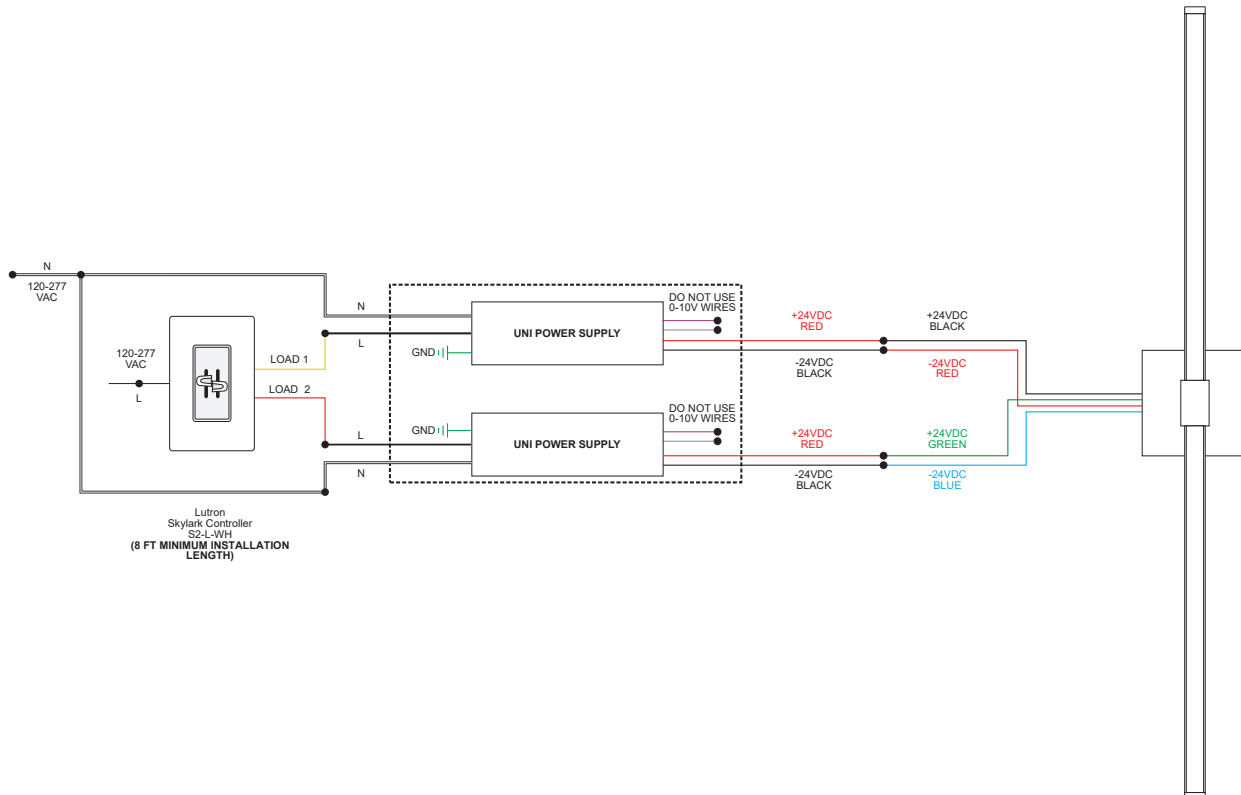 N
120-277
VAC
120-277
VAC
L
LOAD 1
LOAD 2
Lutron
Skylark Controller
S2-L-WH
(8 FT MINIMUM INSTALLATION
LENGTH)
N
L
GND
UNI POWER SUPPLY
DO NOT USE
0-10V WIRES
+24VDC
RED
-24VDC
BLACK
+24VDC
BLACK
-24VDC
RED
L
N
GND
UNI POWER SUPPLY
DO NOT USE
0-10V WIRES
+24VDC
RED
-24VDC
BLACK
+24VDC
GREEN
-24VDC
BLUE